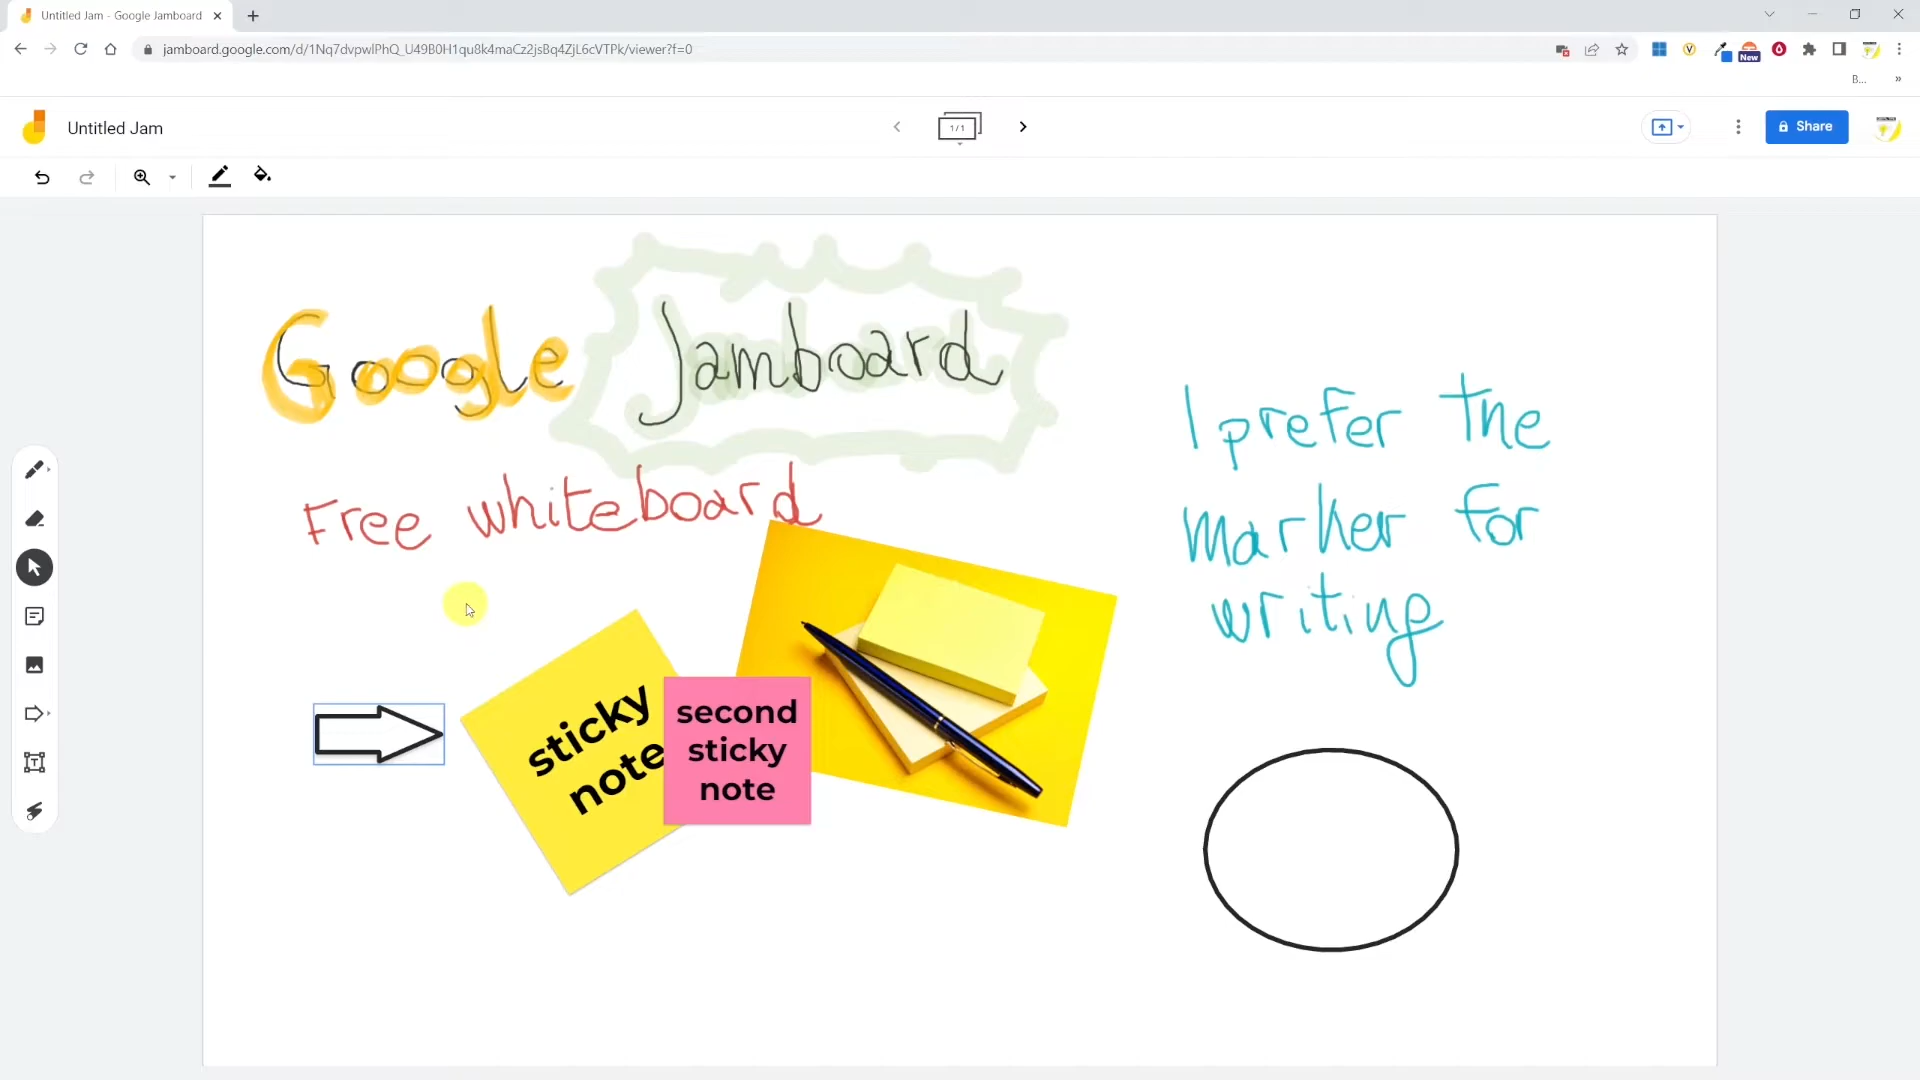 Untitled Jam - Google Jamboard
jamboard.google.com/d/1Nq7dvpwlPhQ_U49B0H1qu8k4maCz2jsBq4ZjL6cVTPk/viewer?f=0
New
B...
»
Untitled Jam
1/1
Share
Google Jamboard
Free whiteboard
I prefer the
marker for
writing
sticky
note
second
sticky
note